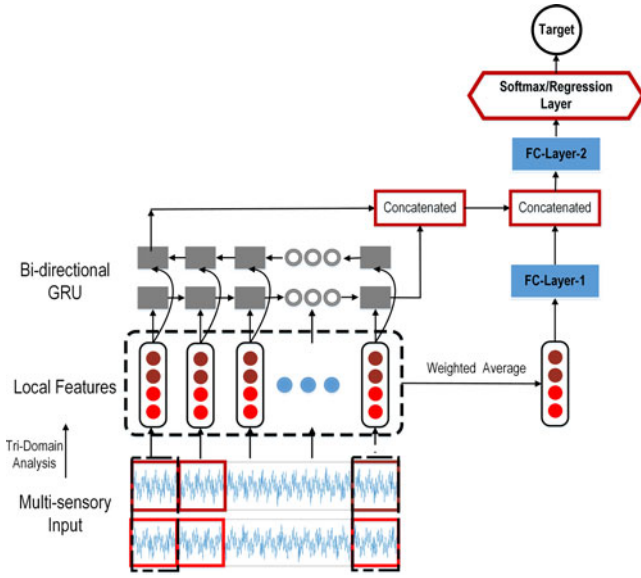 Target
Softmax/Regression
Layer
FC-Layer-2
Concatenated
Concatenated
Bi-directional
GRU
FC-Layer-1
Local Features
Weighted Average
Tri-Domain
Analysis
Multi-sensory
Input